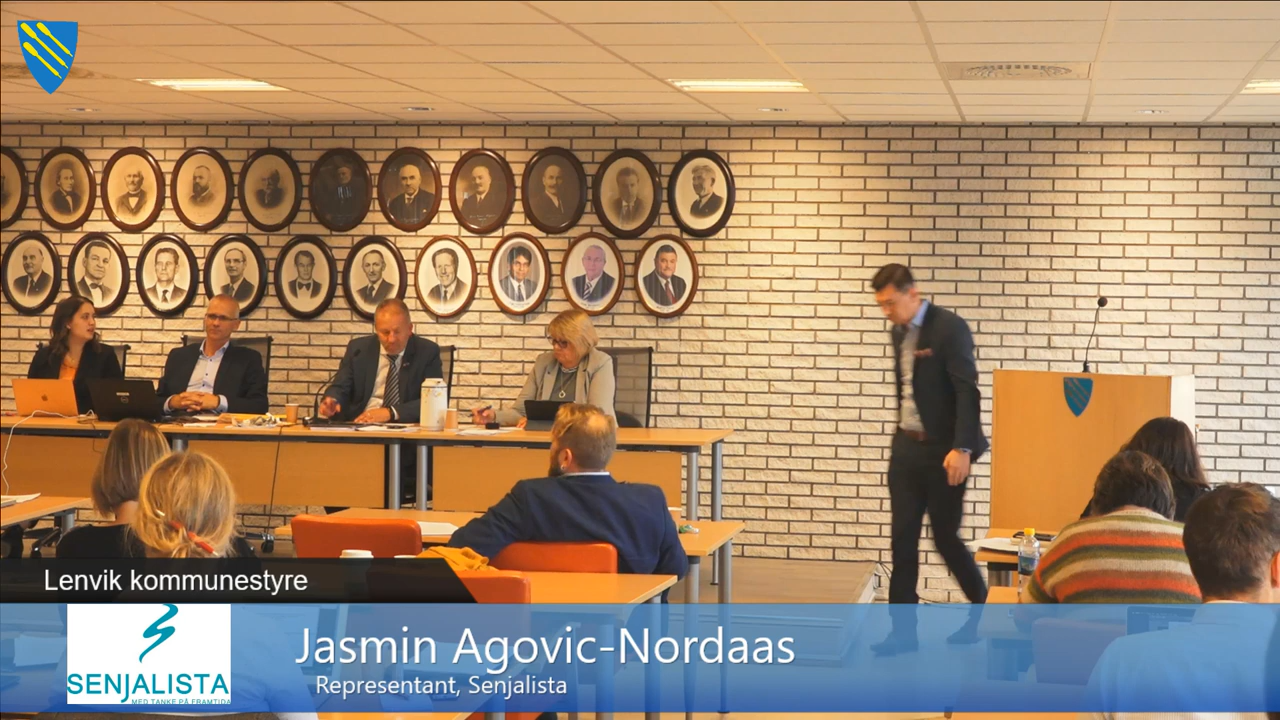 Lenvik kommunestyre
SENJALISTA
MED TANKE PÅ FRAMTIDA
Jasmin Agovic-Nordaas
Representant, Senjalista